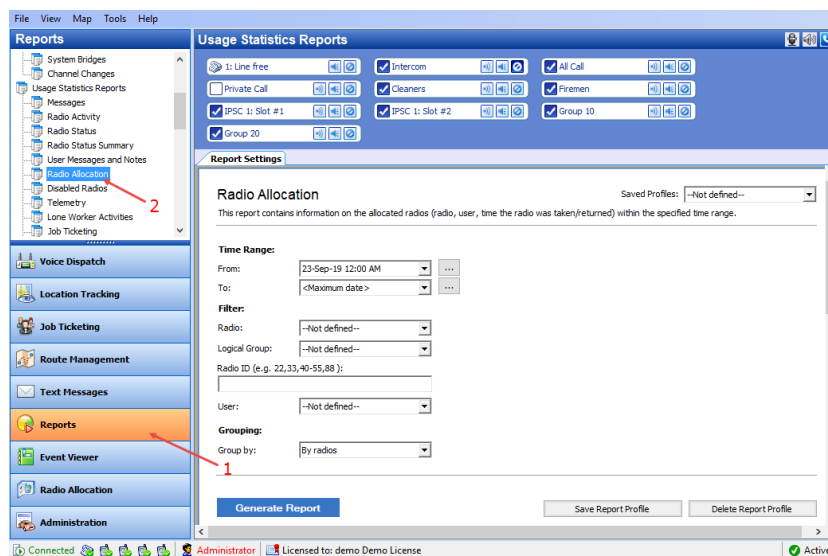 File View Map Tools Help
Reports
System Bridges
Channel Changes
Usage Statistics Reports
Messages
Radio Activity
Radio Status
Radio Status Summary
User Messages and Notes
Radio Allocation
Disabled Radios
Telemetry
Lone Worker Activities
Job Ticketing
2
Voice Dispatch
Location Tracking
Job Ticketing
Route Management
Text Messages
Reports
Event Viewer
Radio Allocation
Administration
1
Usage Statistics Reports
1: Line free Intercom All Call
Private Call Cleaners Firemen
IPSC 1: Slot #1 IPSC 1: Slot #2 Group 10
Group 20
Report Settings
Radio Allocation Saved Profiles: --Not defined--
This report contains information on the allocated radios (radio, user, time the radio was taken/returned) within the specified time range.
Time Range:
From: 23-Sep-19 12:00 AM ...
To: <Maximum date> ...
Filter:
Radio: --Not defined--
Logical Group: --Not defined--
Radio ID (e.g. 22,33,40-55,88 ):
User: --Not defined--
Grouping:
Group by: By radios
Generate Report Save Report Profile Delete Report Profile
Connected Administrator Licensed to: demo Demo License Active